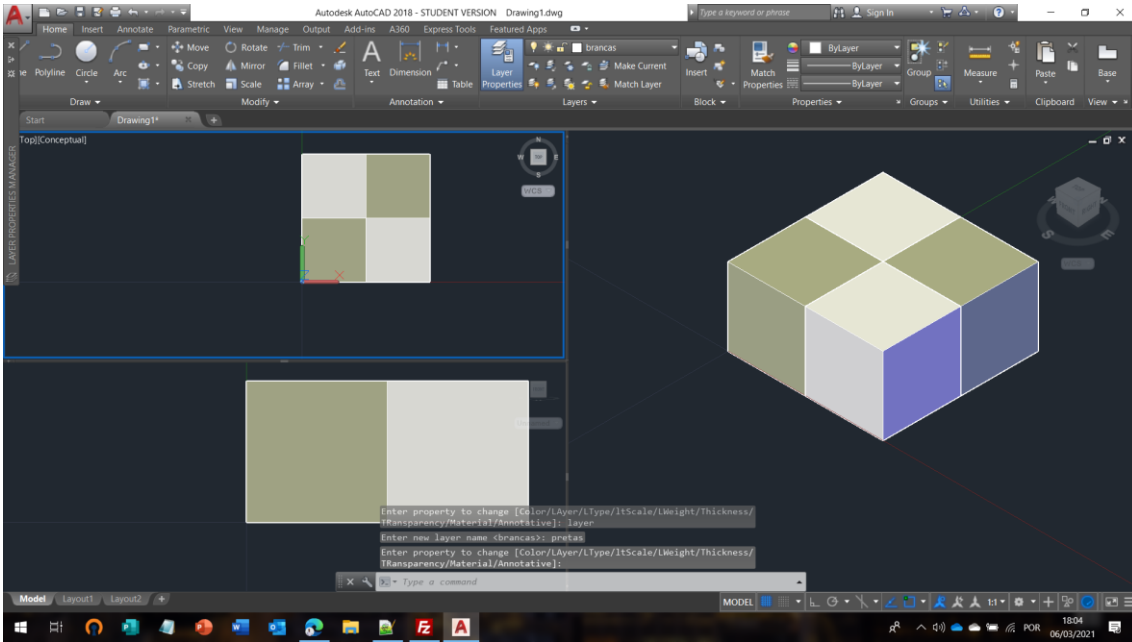 Autodesk AutoCAD 2018 - STUDENT VERSION Drawing1.dwg
Type a keyword or phrase
Sign In
Home Insert Annotate Parametric View Manage Output Add-ins A360 Express Tools Featured Apps
Polyline Circle Arc
Move Rotate Trim
Copy Mirror Fillet
Stretch Scale Array
Text Dimension
Table
Layer Properties
brancas
Make Current
Match Layer
Insert
Match Properties
ByLayer
ByLayer
ByLayer
Group
Measure
Paste
Base
Draw Modify Annotation Layers Block Properties Groups Utilities Clipboard View
Start Drawing1* +
Top][Conceptual]
LAYER PROPERTIES MANAGER
N
W TOP E
S
WCS
Y
X
S
E
Enter property to change [Color/LAyer/LType/ltScale/LWeight/Thickness/
TRansparency/Material/Annotative]: layer
Enter new layer name <brancas>: pretas
Enter property to change [Color/LAyer/LType/ltScale/LWeight/Thickness/
TRansparency/Material/Annotative]:
Type a command
Model Layout1 Layout2 +
MODEL 1:1
POR
18:04
06/03/2021